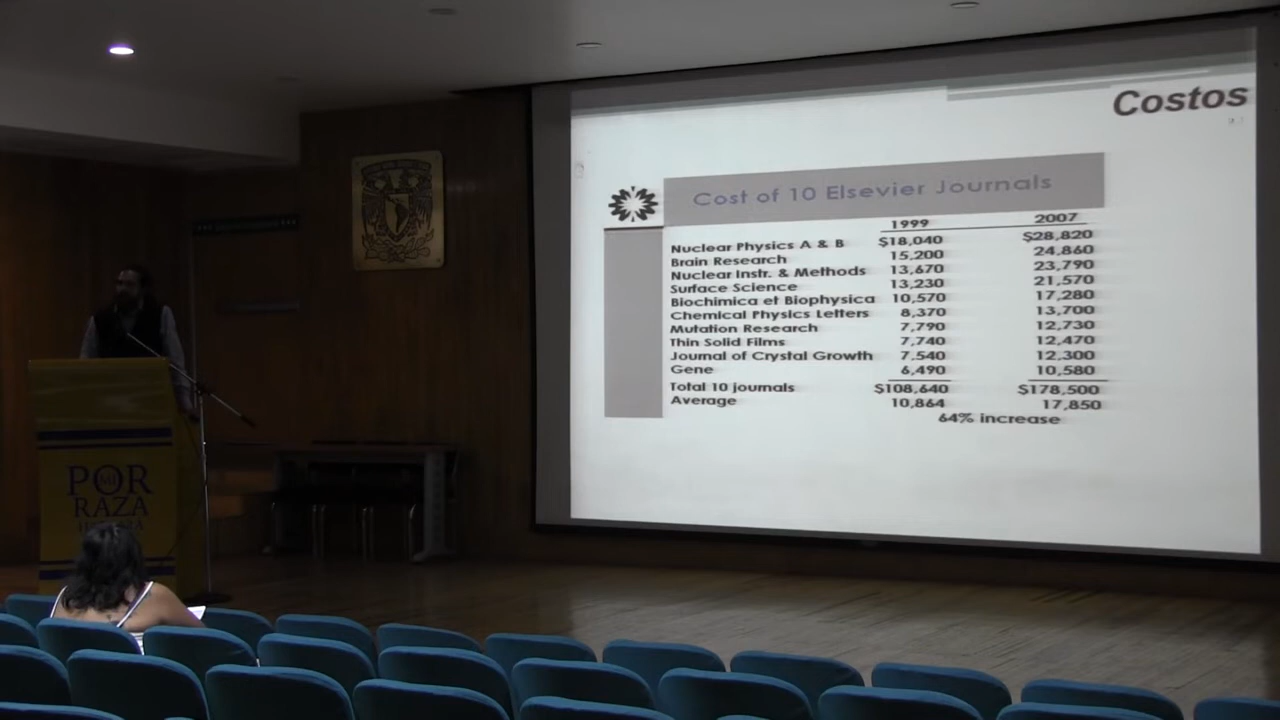 Costos
Cost of 10 Elsevier Journals
1999 2007
Nuclear Physics A & B $18,040 $28,820
Brain Research 15,200 24,860
Nuclear Instr. & Methods 13,670 23,790
Surface Science 13,230 21,570
Biochimica et Biophysica 10,570 17,280
Chemical Physics Letters 8,370 13,700
Mutation Research 7,790 12,730
Thin Solid Films 7,740 12,470
Journal of Crystal Growth 7,540 12,300
Gene 6,490 10,580
Total 10 journals $108,640 $178,500
Average 10,864 17,850
64% increase
POR
MI
RAZA